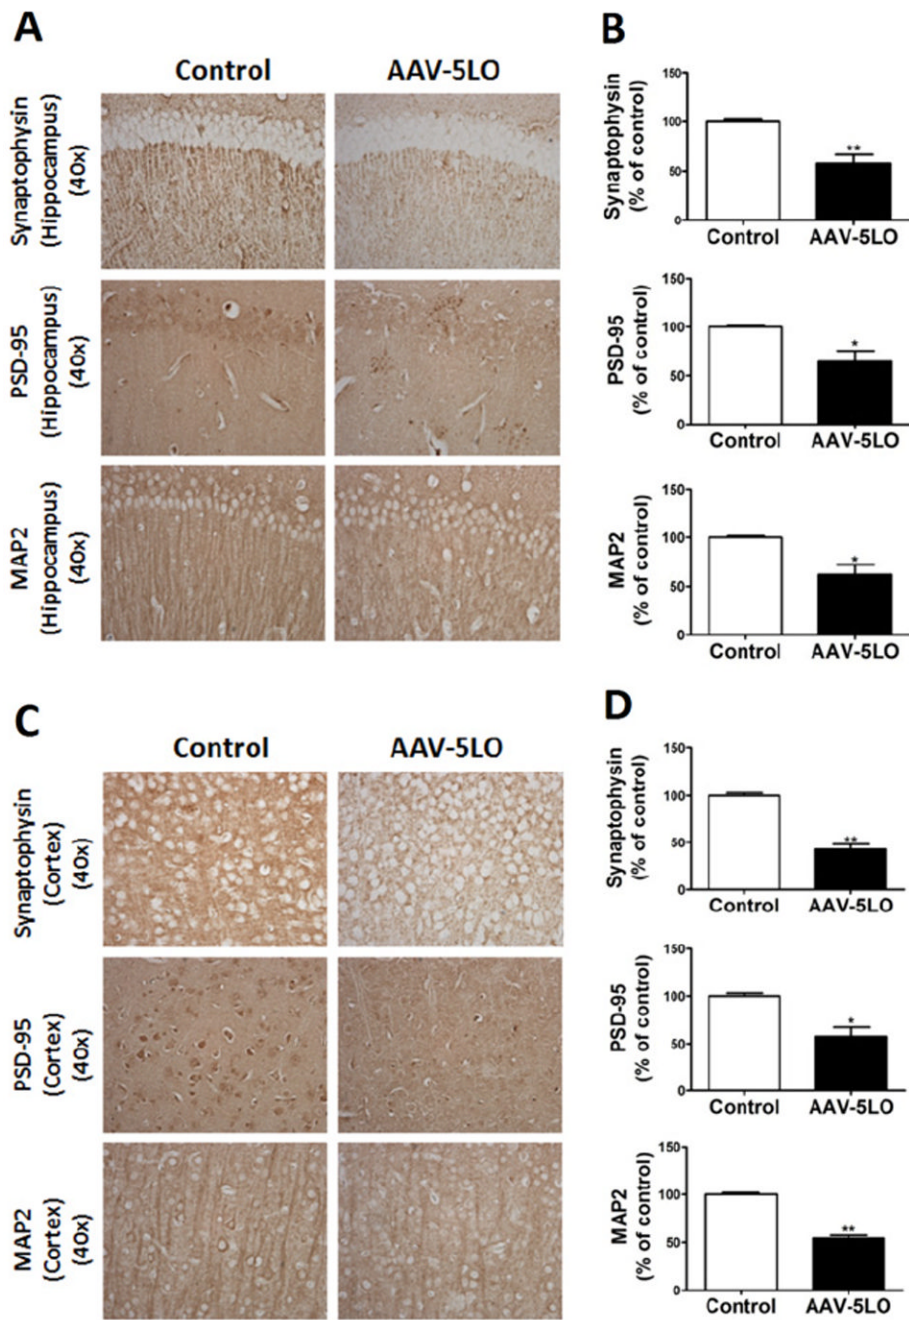 A
Control
AAV-5LO
Synaptophysin
(Hippocampus)
(40x)
PSD-95
(Hippocampus)
(40x)
MAP2
(Hippocampus)
(40x)
B
Synaptophysin
(% of control)
150
100
50
0
**
Control
AAV-5LO
PSD-95
(% of control)
150
100
50
0
*
Control
AAV-5LO
MAP2
(% of control)
150
100
50
0
*
Control
AAV-5LO
C
Control
AAV-5LO
Synaptophysin
(Cortex)
(40x)
PSD-95
(Cortex)
(40x)
MAP2
(Cortex)
(40x)
D
Synaptophysin
(% of control)
150
100
50
0
**
Control
AAV-5LO
PSD-95
(% of control)
150
100
50
0
*
Control
AAV-5LO
MAP2
(% of control)
150
100
50
0
**
Control
AAV-5LO